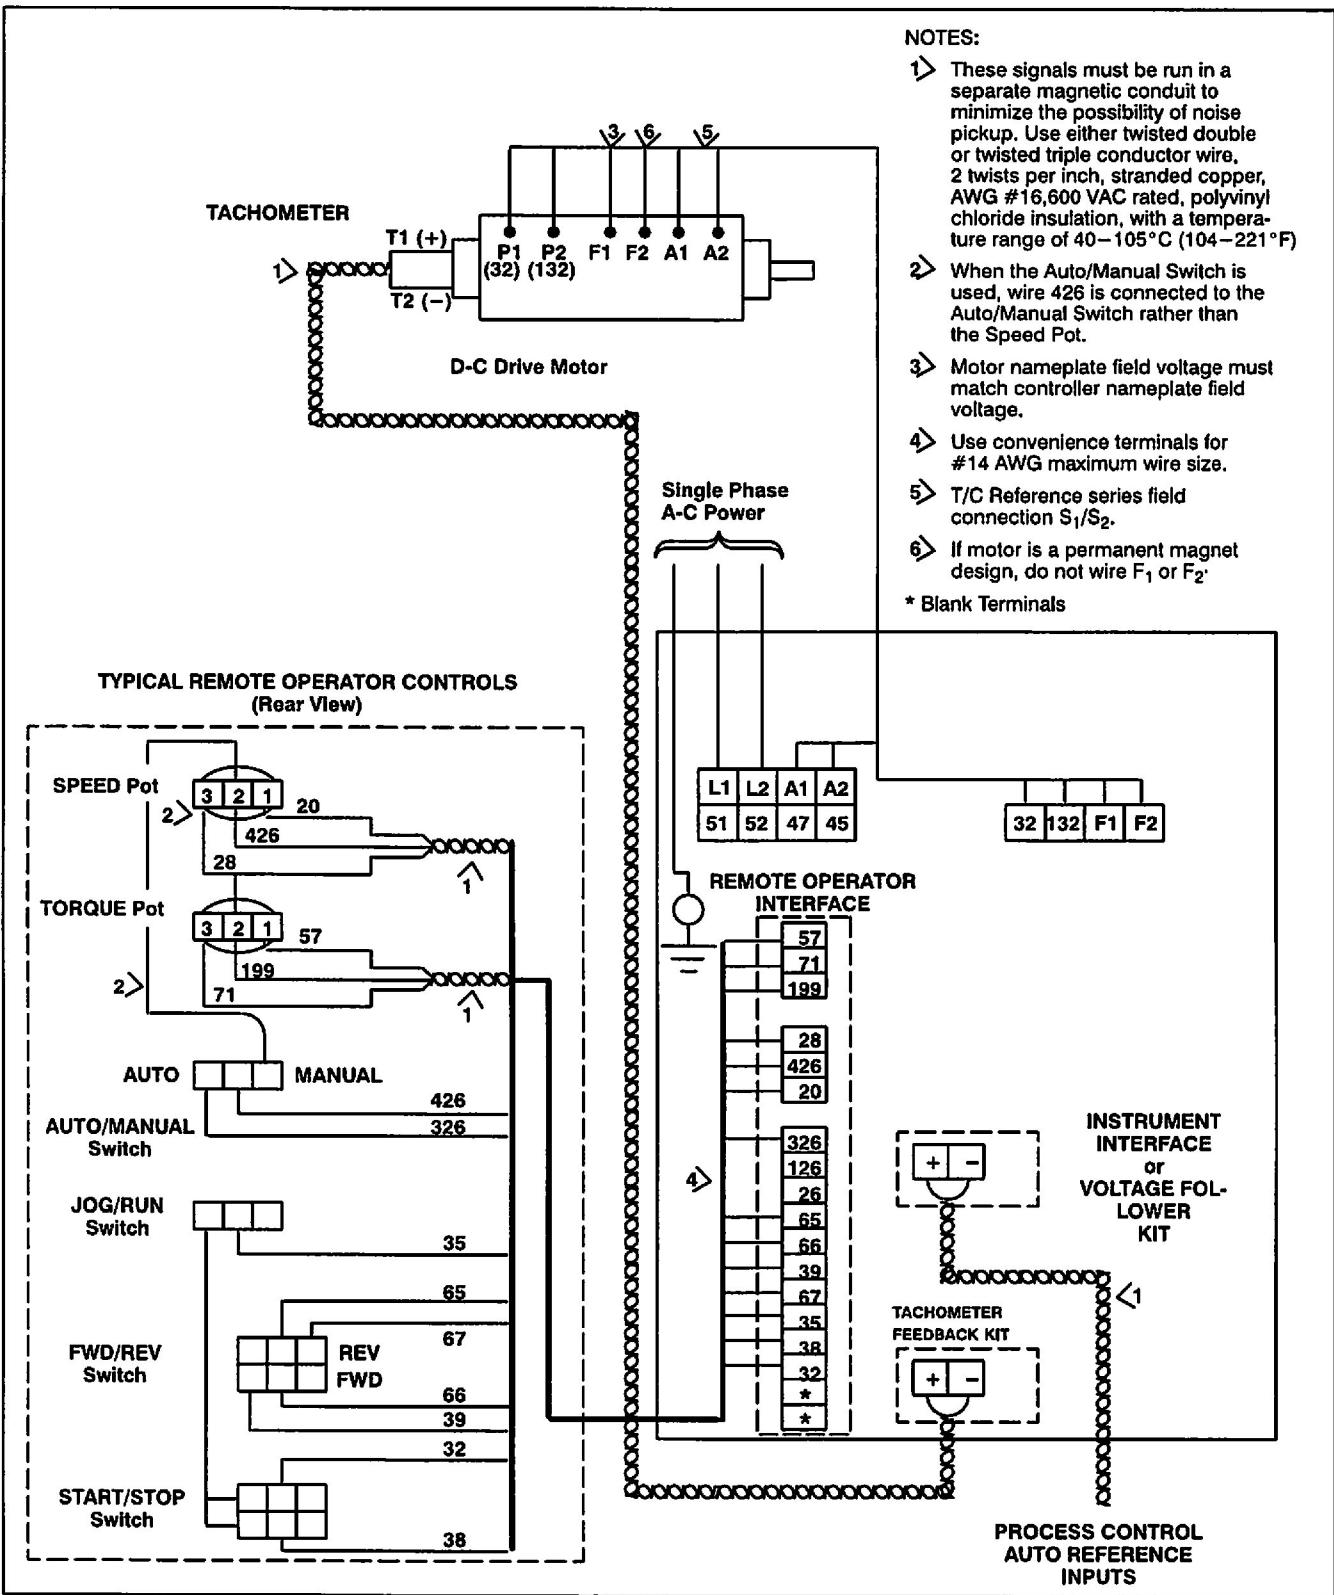 NOTES:
1 These signals must be run in a
separate magnetic conduit to
minimize the possibility of noise
pickup. Use either twisted double
or twisted triple conductor wire,
2 twists per inch, stranded copper,
AWG #16,600 VAC rated, polyvinyl
chloride insulation, with a tempera-
ture range of 40–105°C (104–221°F)
2 When the Auto/Manual Switch is
used, wire 426 is connected to the
Auto/Manual Switch rather than
the Speed Pot.
3 Motor nameplate field voltage must
match controller nameplate field
voltage.
4 Use convenience terminals for
#14 AWG maximum wire size.
5 T/C Reference series field
connection S1/S2.
6 If motor is a permanent magnet
design, do not wire F1 or F2.
* Blank Terminals
3 6 5
TACHOMETER
T1 (+)
T2 (−)
1
P1 P2 F1 F2 A1 A2
(32) (132)
D-C Drive Motor
Single Phase
A-C Power
TYPICAL REMOTE OPERATOR CONTROLS
(Rear View)
SPEED Pot
3 2 1
2
20
426
28
1
TORQUE Pot
3 2 1
57
199
71
2
1
AUTO
MANUAL
426
326
AUTO/MANUAL
Switch
JOG/RUN
Switch
35
65
67
FWD/REV
Switch
REV
FWD
66
39
32
START/STOP
Switch
38
L1 L2 A1 A2
51 52 47 45
32 132 F1 F2
REMOTE OPERATOR
INTERFACE
57
71
199
28
426
20
326
126
26
65
66
39
67
35
38
32
*
*
4
+ −
INSTRUMENT
INTERFACE
or
VOLTAGE FOL-
LOWER
KIT
1
TACHOMETER
FEEDBACK KIT
+ −
PROCESS CONTROL
AUTO REFERENCE
INPUTS